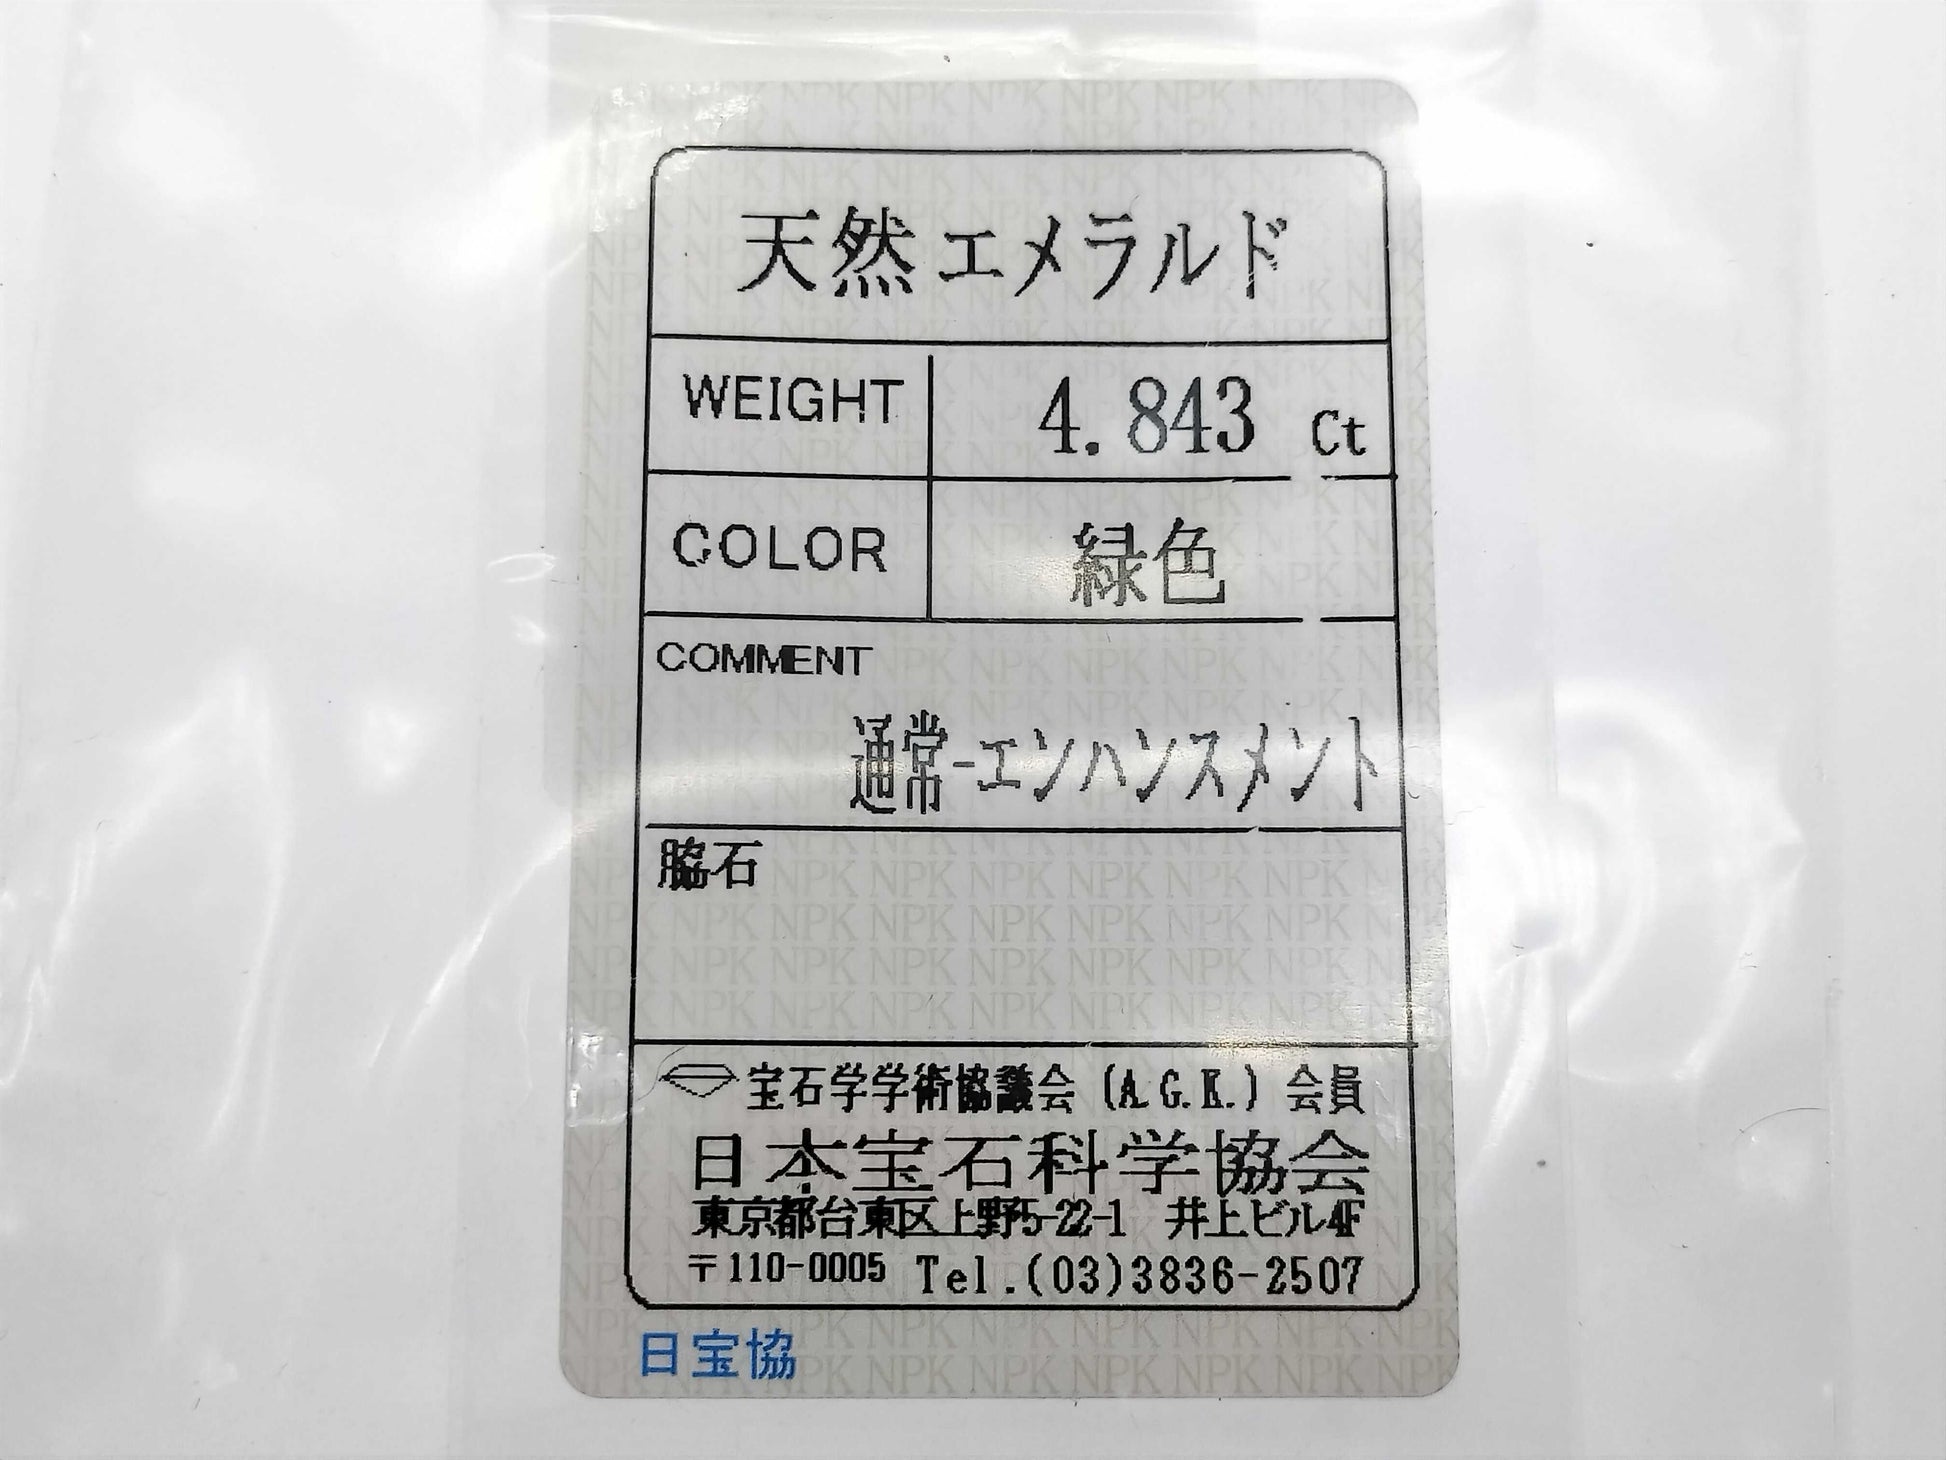 天然エメラルド
WEIGHT 4.843 Ct
COLOR 緑色
COMMENT
通常-エンハンスメント
脇石
宝石学学術協議会 (A.G.K.) 会員
日本宝石科学協会
東京都台東区上野5-22-1 井上ビル4F
〒110-0005 Tel.(03)3836-2507
日宝協